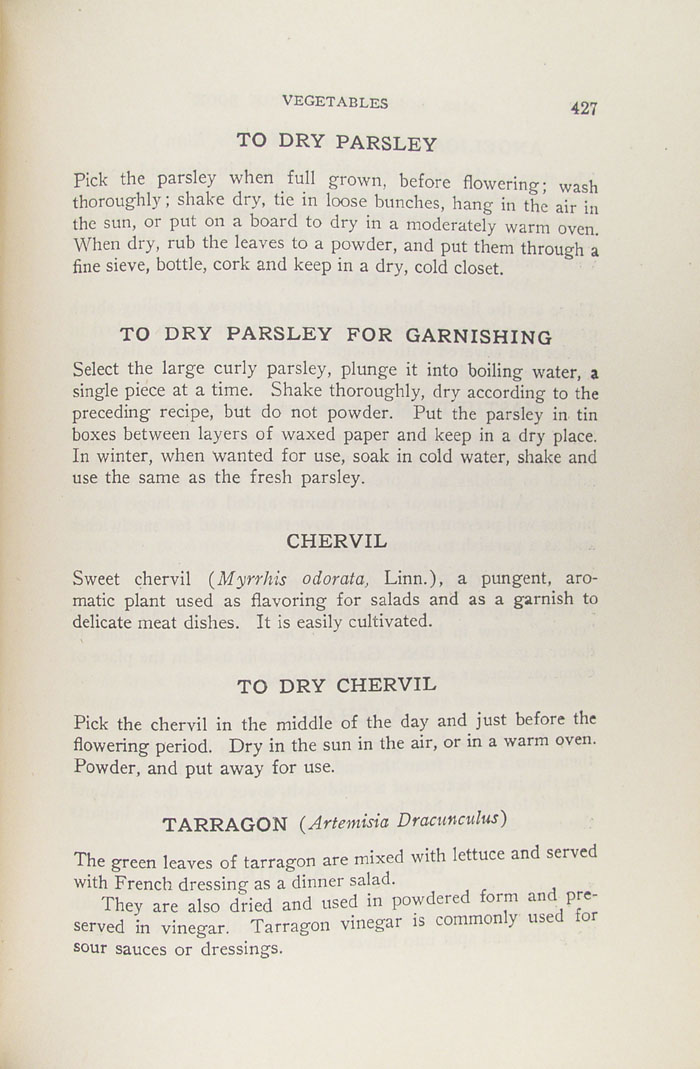 VEGETABLES 427
TO DRY PARSLEY
Pick the parsley when full grown, before flowering; wash
thoroughly; shake dry, tie in loose bunches, hang in the air in
the sun, or put on a board to dry in a moderately warm oven.
When dry, rub the leaves to a powder, and put them through a
fine sieve, bottle, cork and keep in a dry, cold closet.
TO DRY PARSLEY FOR GARNISHING
Select the large curly parsley, plunge it into boiling water, a
single piece at a time. Shake thoroughly, dry according to the
preceding recipe, but do not powder. Put the parsley in tin
boxes between layers of waxed paper and keep in a dry place.
In winter, when wanted for use, soak in cold water, shake and
use the same as the fresh parsley.
CHERVIL
Sweet chervil (Myrrhis odorata, Linn.), a pungent, aro-
matic plant used as flavoring for salads and as a garnish to
delicate meat dishes. It is easily cultivated.
TO DRY CHERVIL
Pick the chervil in the middle of the day and just before the
flowering period. Dry in the sun in the air, or in a warm oven.
Powder, and put away for use.
TARRAGON (Artemisia Dracunculus)
The green leaves of tarragon are mixed with lettuce and served
with French dressing as a dinner salad.
They are also dried and used in powdered form and pre-
served in vinegar. Tarragon vinegar is commonly used for
sour sauces or dressings.